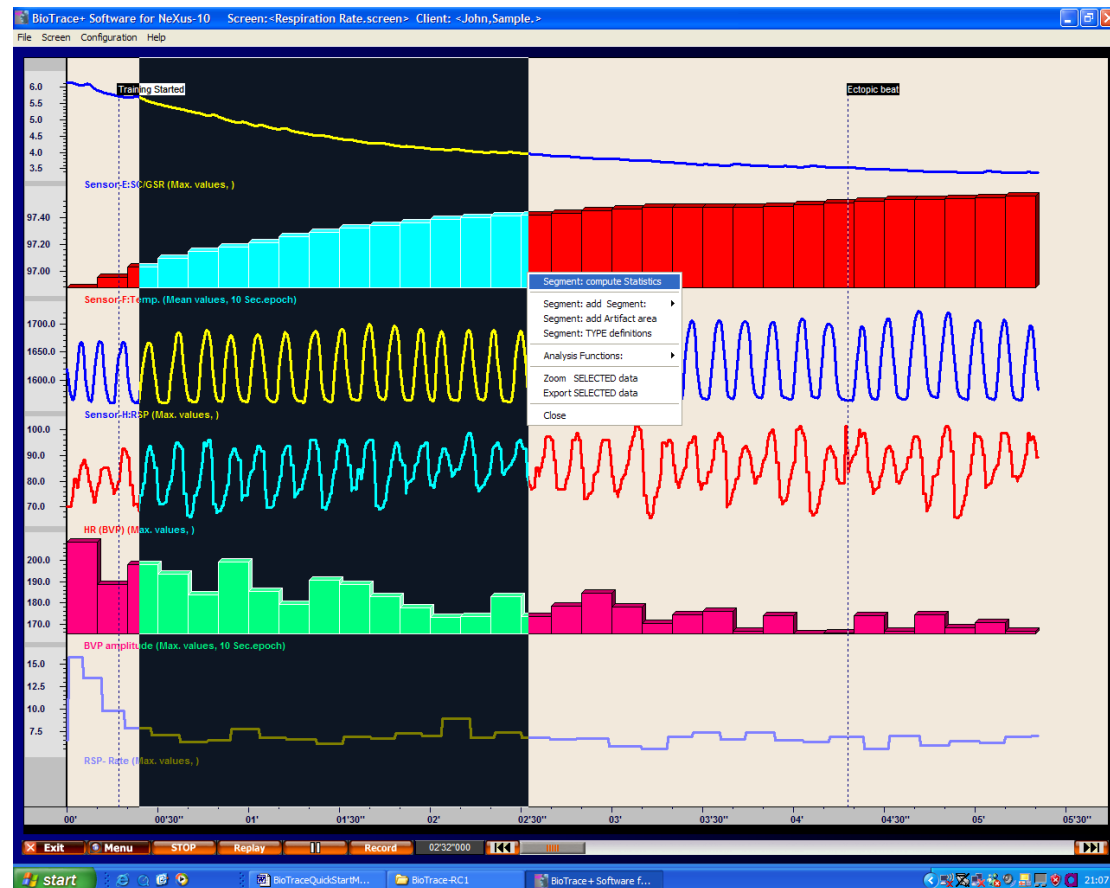 BioTrace+ Software for NeXus-10 Screen:<Respiration Rate.screen> Client: <John,Sample.>
File Screen Configuration Help
Training Started
Ectopic beat
6.0
5.5
5.0
4.5
4.0
3.5
Sensor-E:SC/GSR (Max. values, )
97.40
97.20
97.00
Sensor-F:Temp. (Mean values, 10 Sec.epoch)
Segment: compute Statistics
Segment: add Segment:
Segment: add Artifact area
Segment: TYPE definitions
Analysis Functions:
Zoom SELECTED data
Export SELECTED data
Close
1700.0
1650.0
1600.0
Sensor-H:RSP (Max. values, )
100.0
90.0
80.0
70.0
HR (BVP) (Max. values, )
200.0
190.0
180.0
170.0
BVP amplitude (Max. values, 10 Sec.epoch)
15.0
12.5
10.0
7.5
RSP- Rate (Max. values, )
00' 00'30" 01' 01'30" 02' 02'30" 03' 03'30" 04' 04'30" 05' 05'30"
Exit Menu STOP Replay Record 02'32"000
start BioTraceQuickStartM... BioTrace-RC1 BioTrace+ Software f... 21:07